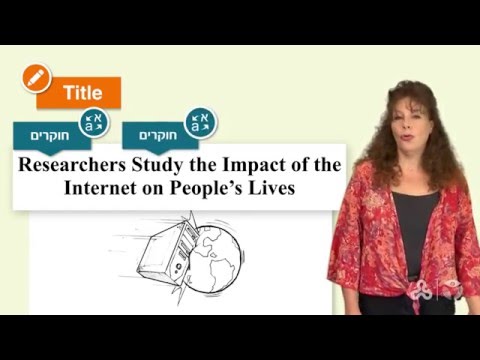 Title
חוקרים
חוקרים
Researchers Study the Impact of the
Internet on People's Lives